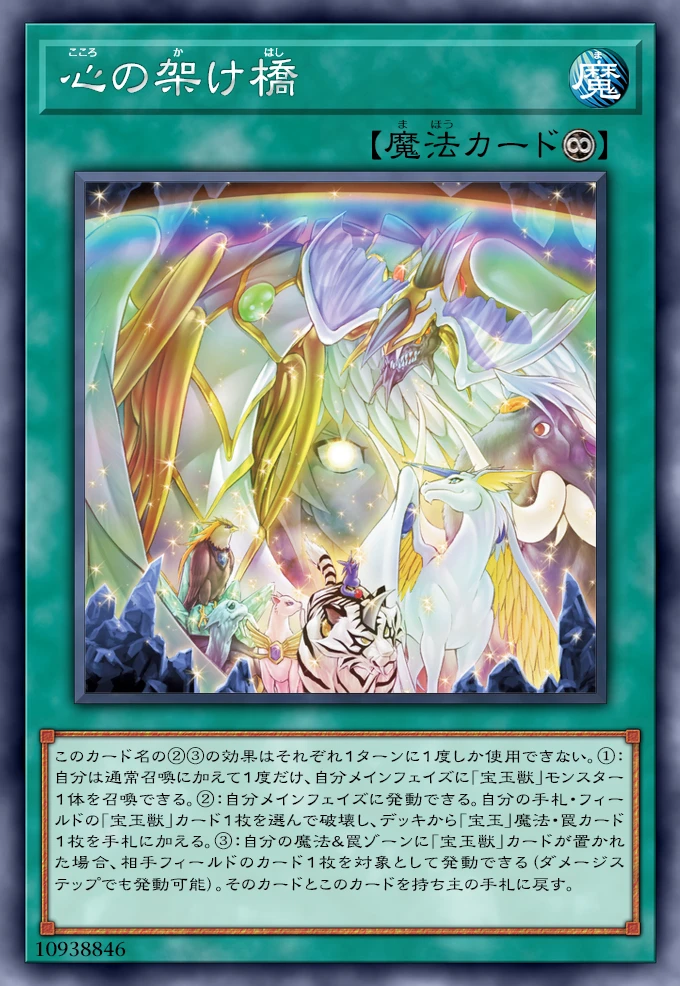 心の架け橋
魔
【魔法カード∞】
このカード名の②③の効果はそれぞれ1ターンに1度しか使用できない。①:
自分は通常召喚に加えて1度だけ、自分メインフェイズに「宝玉獣」モンスター
1体を召喚できる。②:自分メインフェイズに発動できる。自分の手札・フィー
ルドの「宝玉獣」カード1枚を選んで破壊し、デッキから「宝玉」魔法・罠カード
1枚を手札に加える。③:自分の魔法&罠ゾーンに「宝玉獣」カードが置かれ
た場合、相手フィールドのカード1枚を対象として発動できる(ダメージス
テップでも発動可能)。そのカードとこのカードを持ち主の手札に戻す。
10938846